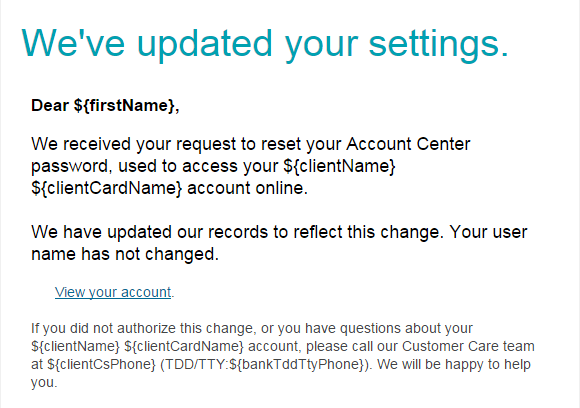 We've updated your settings.
Dear ${firstName},
We received your request to reset your Account Center
password, used to access your ${clientName}
${clientCardName} account online.
We have updated our records to reflect this change. Your user
name has not changed.
View your account.
If you did not authorize this change, or you have questions about your
${clientName} ${clientCardName} account, please call our Customer Care team
at ${clientCsPhone} (TDD/TTY:${bankTddTtyPhone}). We will be happy to help
you.